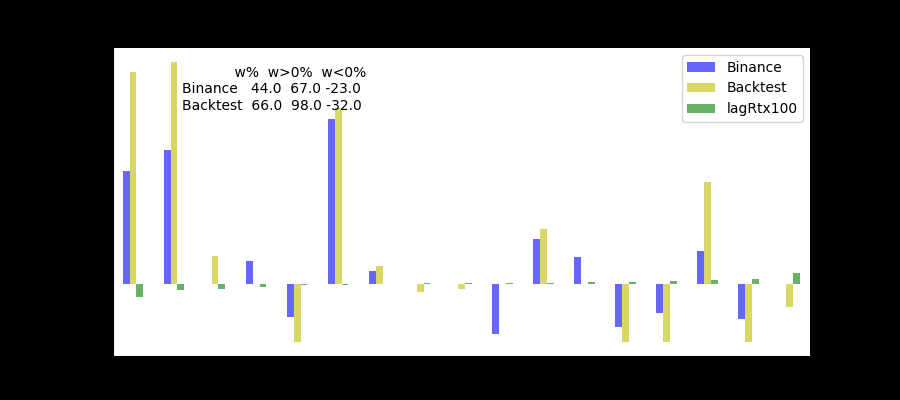 w%  w>0%  w<0%
Binance   44.0  67.0 -23.0
Backtest  66.0  98.0 -32.0
Binance
Backtest
lagRtx100